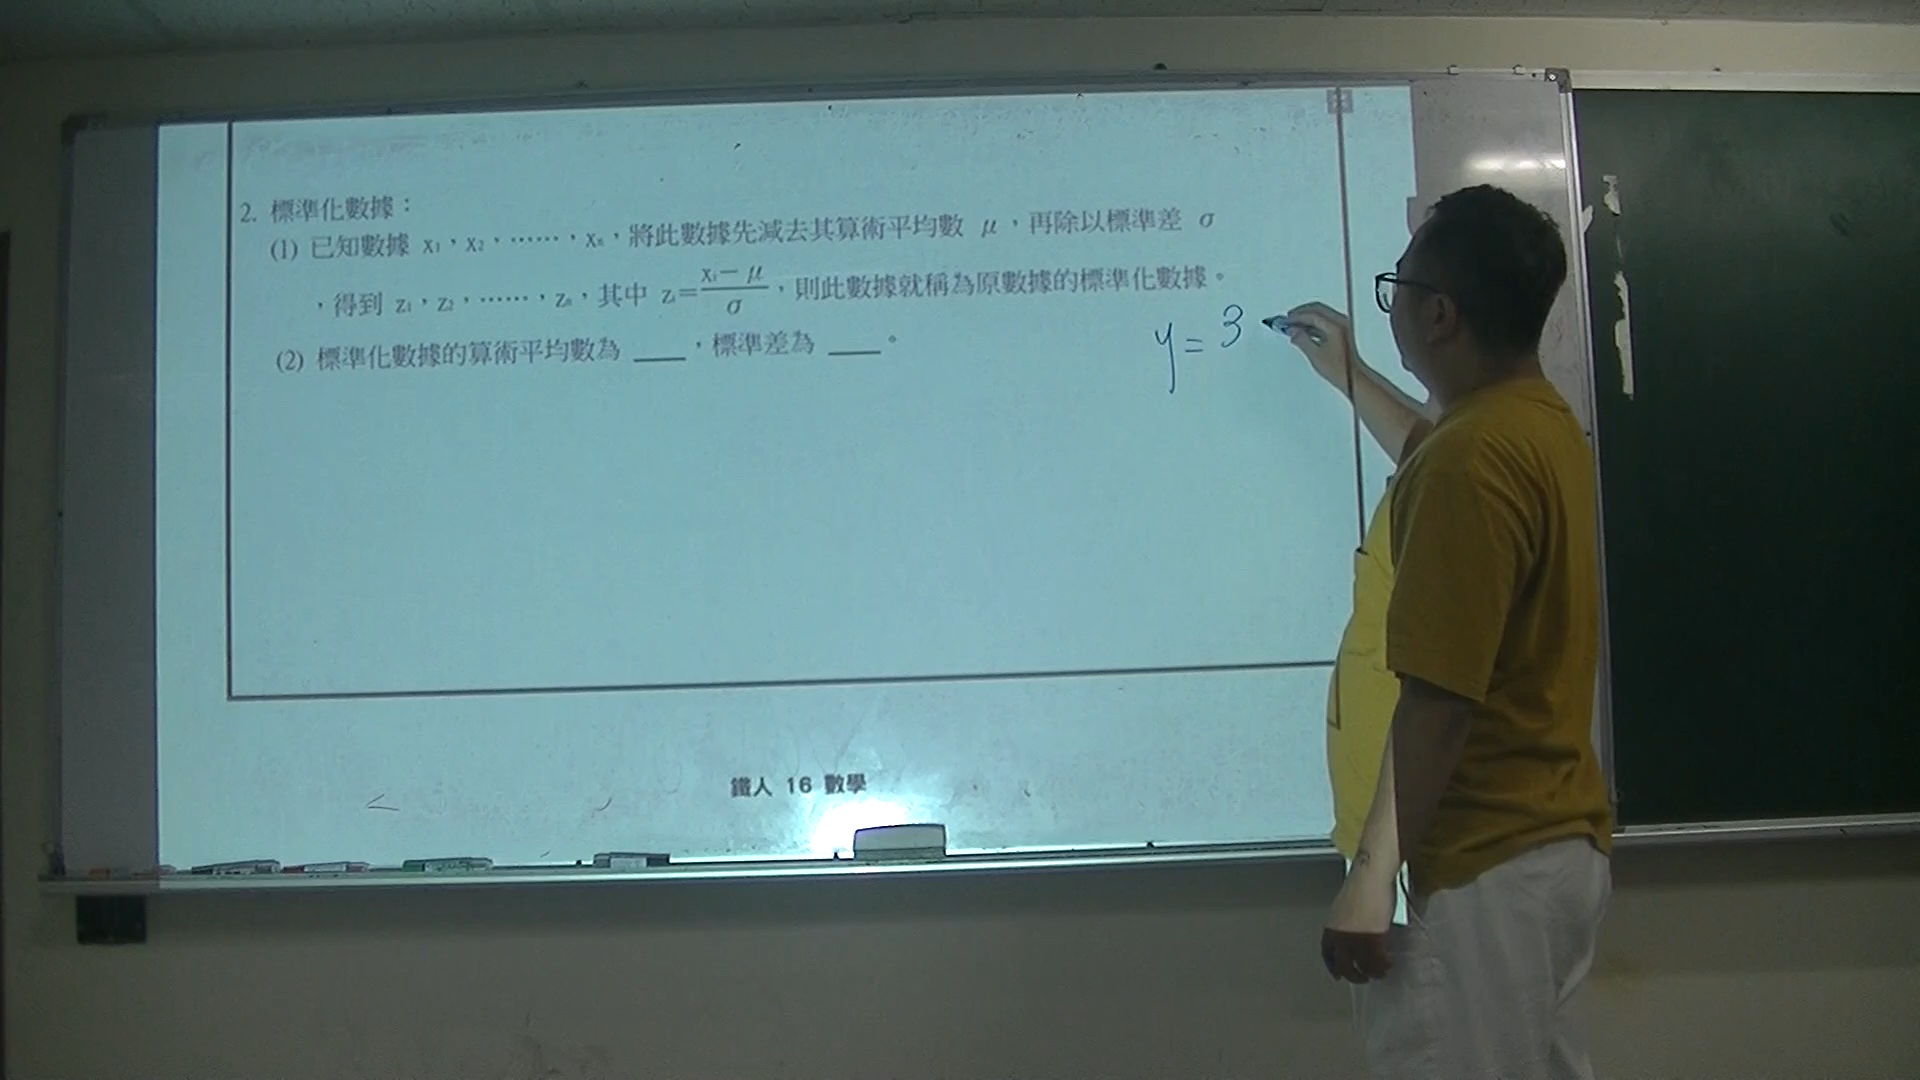 2. 標準化數據：
(1) 已知數據 x₁，x₂，……，xₙ，將此數據先減去其算術平均數 μ，再除以標準差 σ
，得到 z₁，z₂，……，zₙ，其中 zᵢ=(xᵢ－μ)/σ，則此數據就稱為原數據的標準化數據。
y = 3
(2) 標準化數據的算術平均數為 ____，標準差為 ____。
鐵人 16 數學